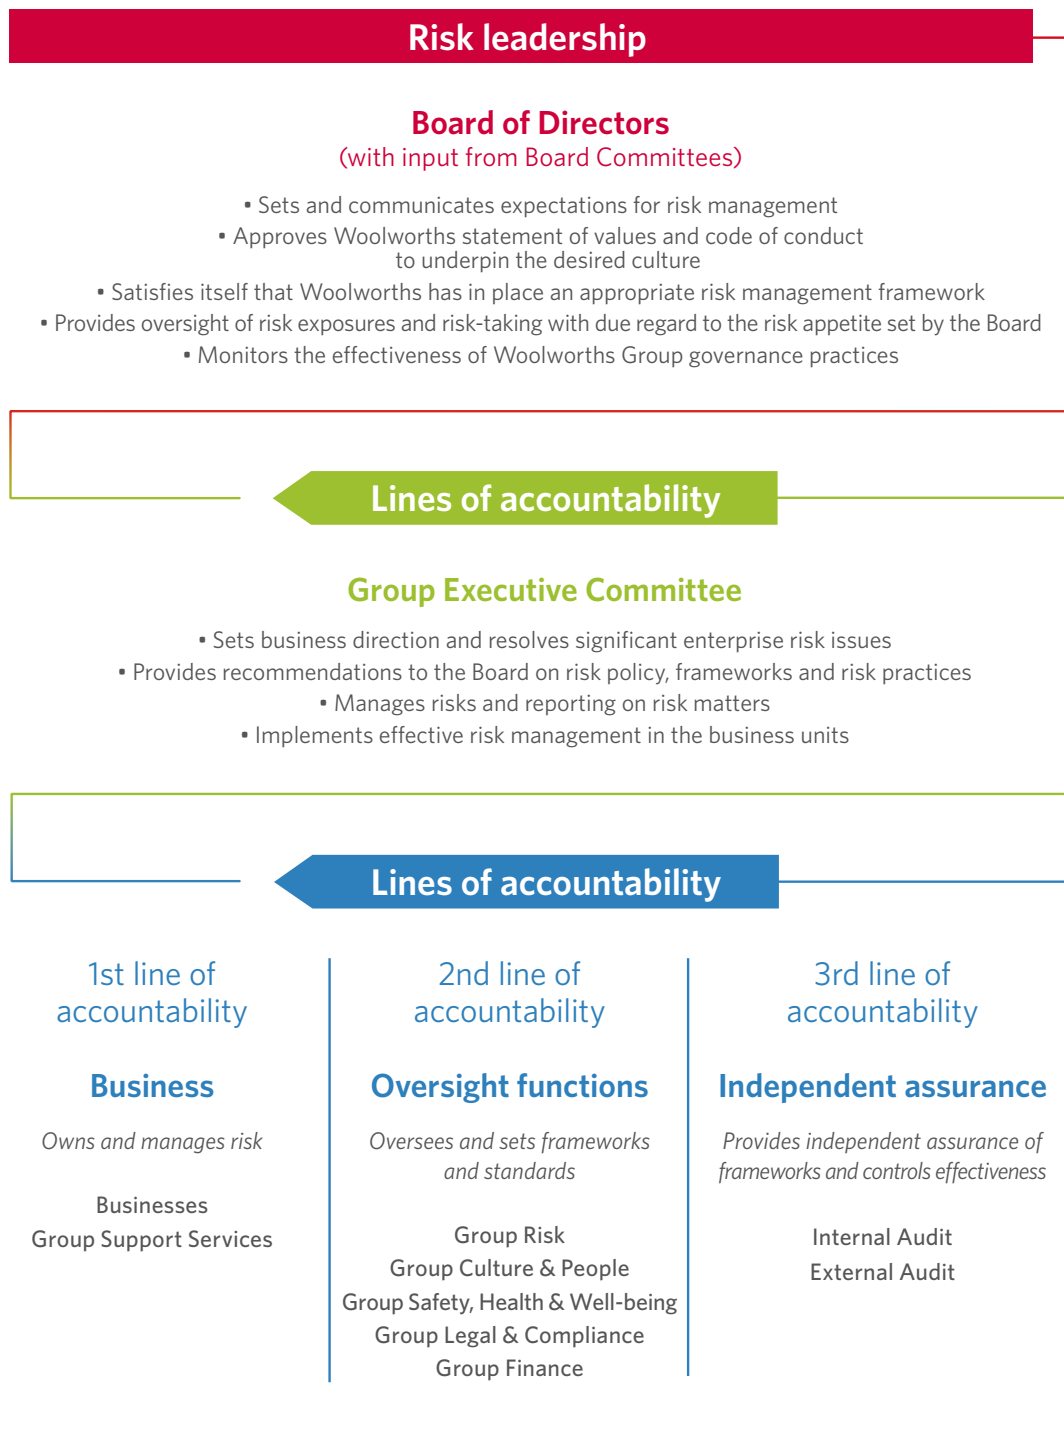 Risk leadership
Board of Directors
(with input from Board Committees)
• Sets and communicates expectations for risk management
• Approves Woolworths statement of values and code of conduct
to underpin the desired culture
• Satisfies itself that Woolworths has in place an appropriate risk management framework
• Provides oversight of risk exposures and risk-taking with due regard to the risk appetite set by the Board
• Monitors the effectiveness of Woolworths Group governance practices
Lines of accountability
Group Executive Committee
• Sets business direction and resolves significant enterprise risk issues
• Provides recommendations to the Board on risk policy, frameworks and risk practices
• Manages risks and reporting on risk matters
• Implements effective risk management in the business units
Lines of accountability
1st line of
accountability
Business
Owns and manages risk
Businesses
Group Support Services
2nd line of
accountability
Oversight functions
Oversees and sets frameworks
and standards
Group Risk
Group Culture & People
Group Safety, Health & Well-being
Group Legal & Compliance
Group Finance
3rd line of
accountability
Independent assurance
Provides independent assurance of
frameworks and controls effectiveness
Internal Audit
External Audit